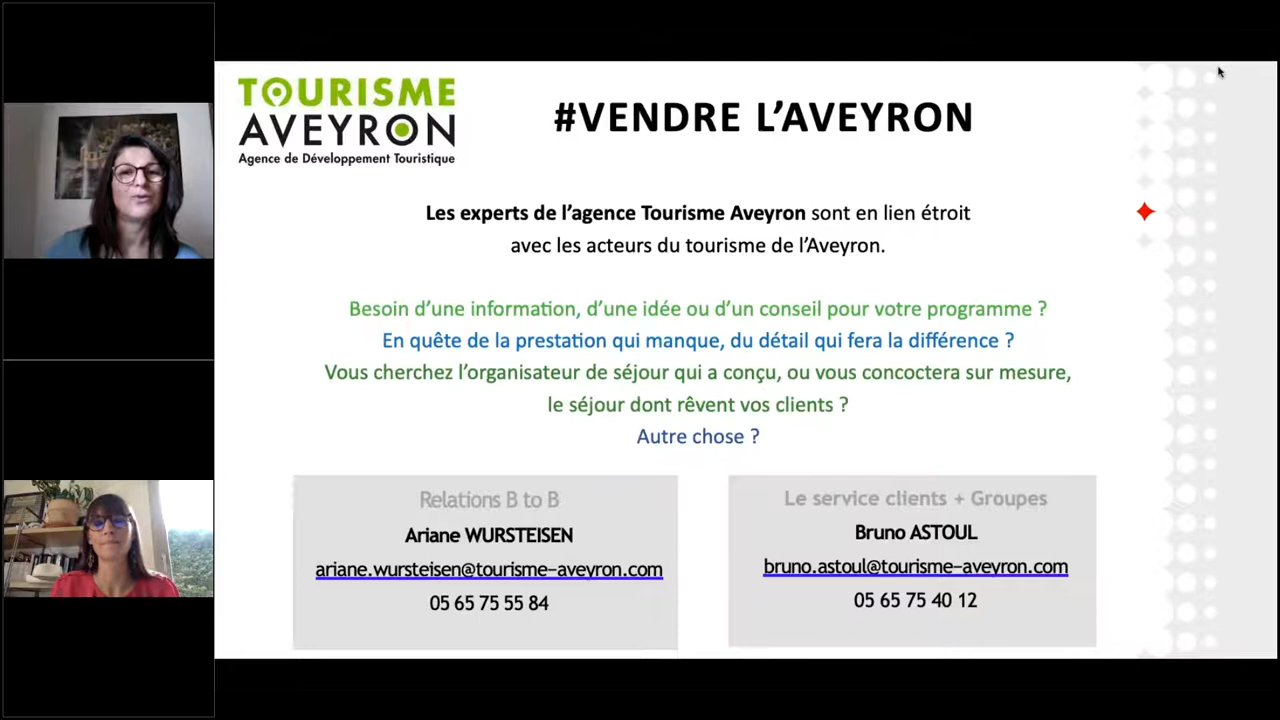 TOURISME
AVEYRON
Agence de Développement Touristique
#VENDRE L'AVEYRON
Les experts de l'agence Tourisme Aveyron sont en lien étroit
avec les acteurs du tourisme de l'Aveyron.
Besoin d'une information, d'une idée ou d'un conseil pour votre programme ?
En quête de la prestation qui manque, du détail qui fera la différence ?
Vous cherchez l'organisateur de séjour qui a conçu, ou vous concoctera sur mesure,
le séjour dont rêvent vos clients ?
Autre chose ?
Relations B to B
Ariane WURSTEISEN
ariane.wursteisen@tourisme-aveyron.com
05 65 75 55 84
Le service clients + Groupes
Bruno ASTOUL
bruno.astoul@tourisme-aveyron.com
05 65 75 40 12